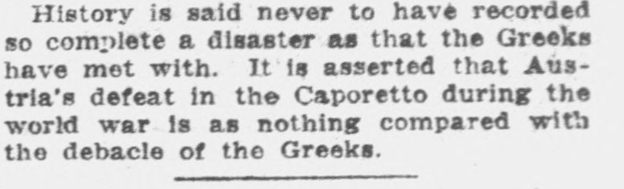 History is said never to have recorded
so complete a disaster as that the Greeks
have met with. It is asserted that Aus-
tria's defeat in the Caporetto during the
world war is as nothing compared with
the debacle of the Greeks.